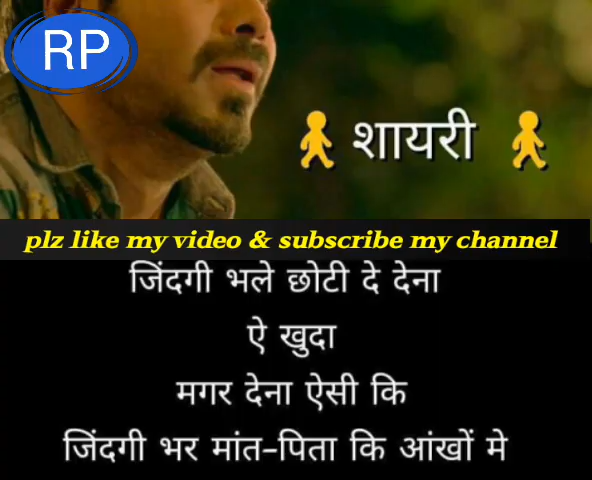 RP
शायरी
plz like my video & subscribe my channel
जिंदगी भले छोटी दे देना
ऐ खुदा
मगर देना ऐसी कि
जिंदगी भर मांत-पिता कि आंखों मे